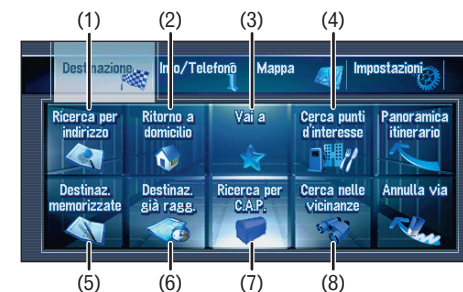 (1) (2) (3) (4)
Destinazione Info/Telefono Mappa Impostazioni
Ricerca per indirizzo Ritorno a domicilio Vai a Cerca punti d'interesse Panoramica itinerario
Destinaz. memorizzate Destinaz. già ragg. Ricerca per C.A.P. Cerca nelle vicinanze Annulla via
(5) (6) (7) (8)